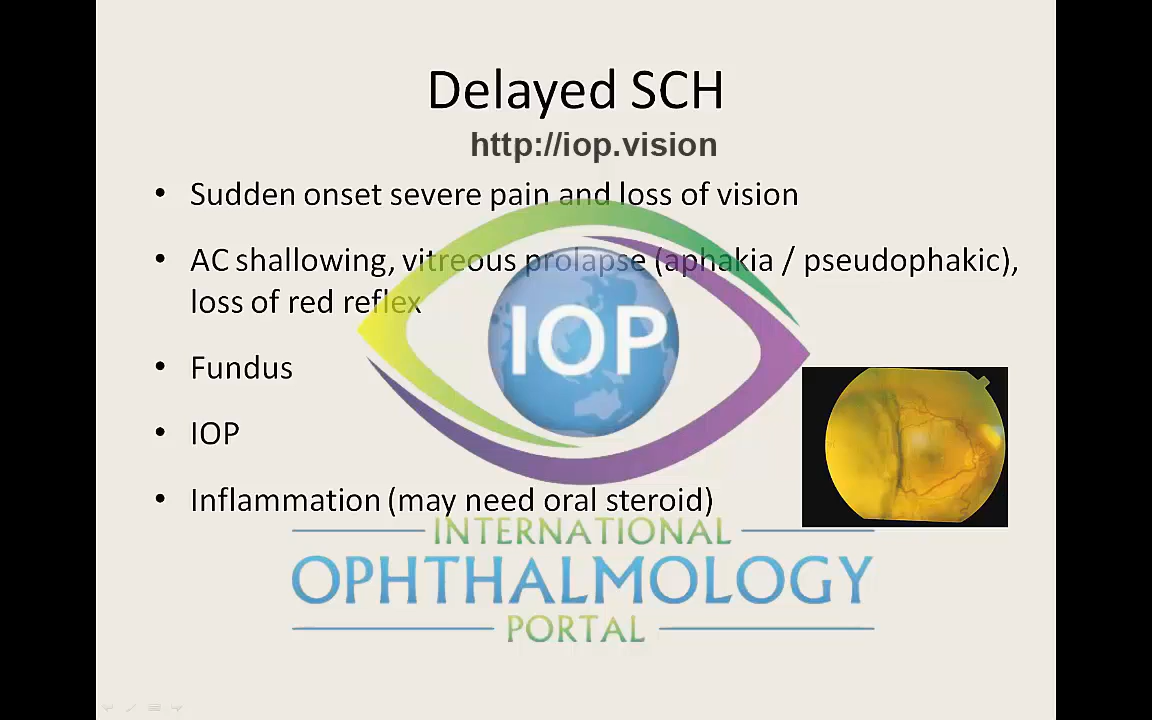 Delayed SCH
http://iop.vision
• Sudden onset severe pain and loss of vision
• AC shallowing, vitreous prolapse (aphakia / pseudophakic),
loss of red reflex
• Fundus
IOP
• IOP
• Inflammation (may need oral steroid)
INTERNATIONAL
OPHTHALMOLOGY
PORTAL